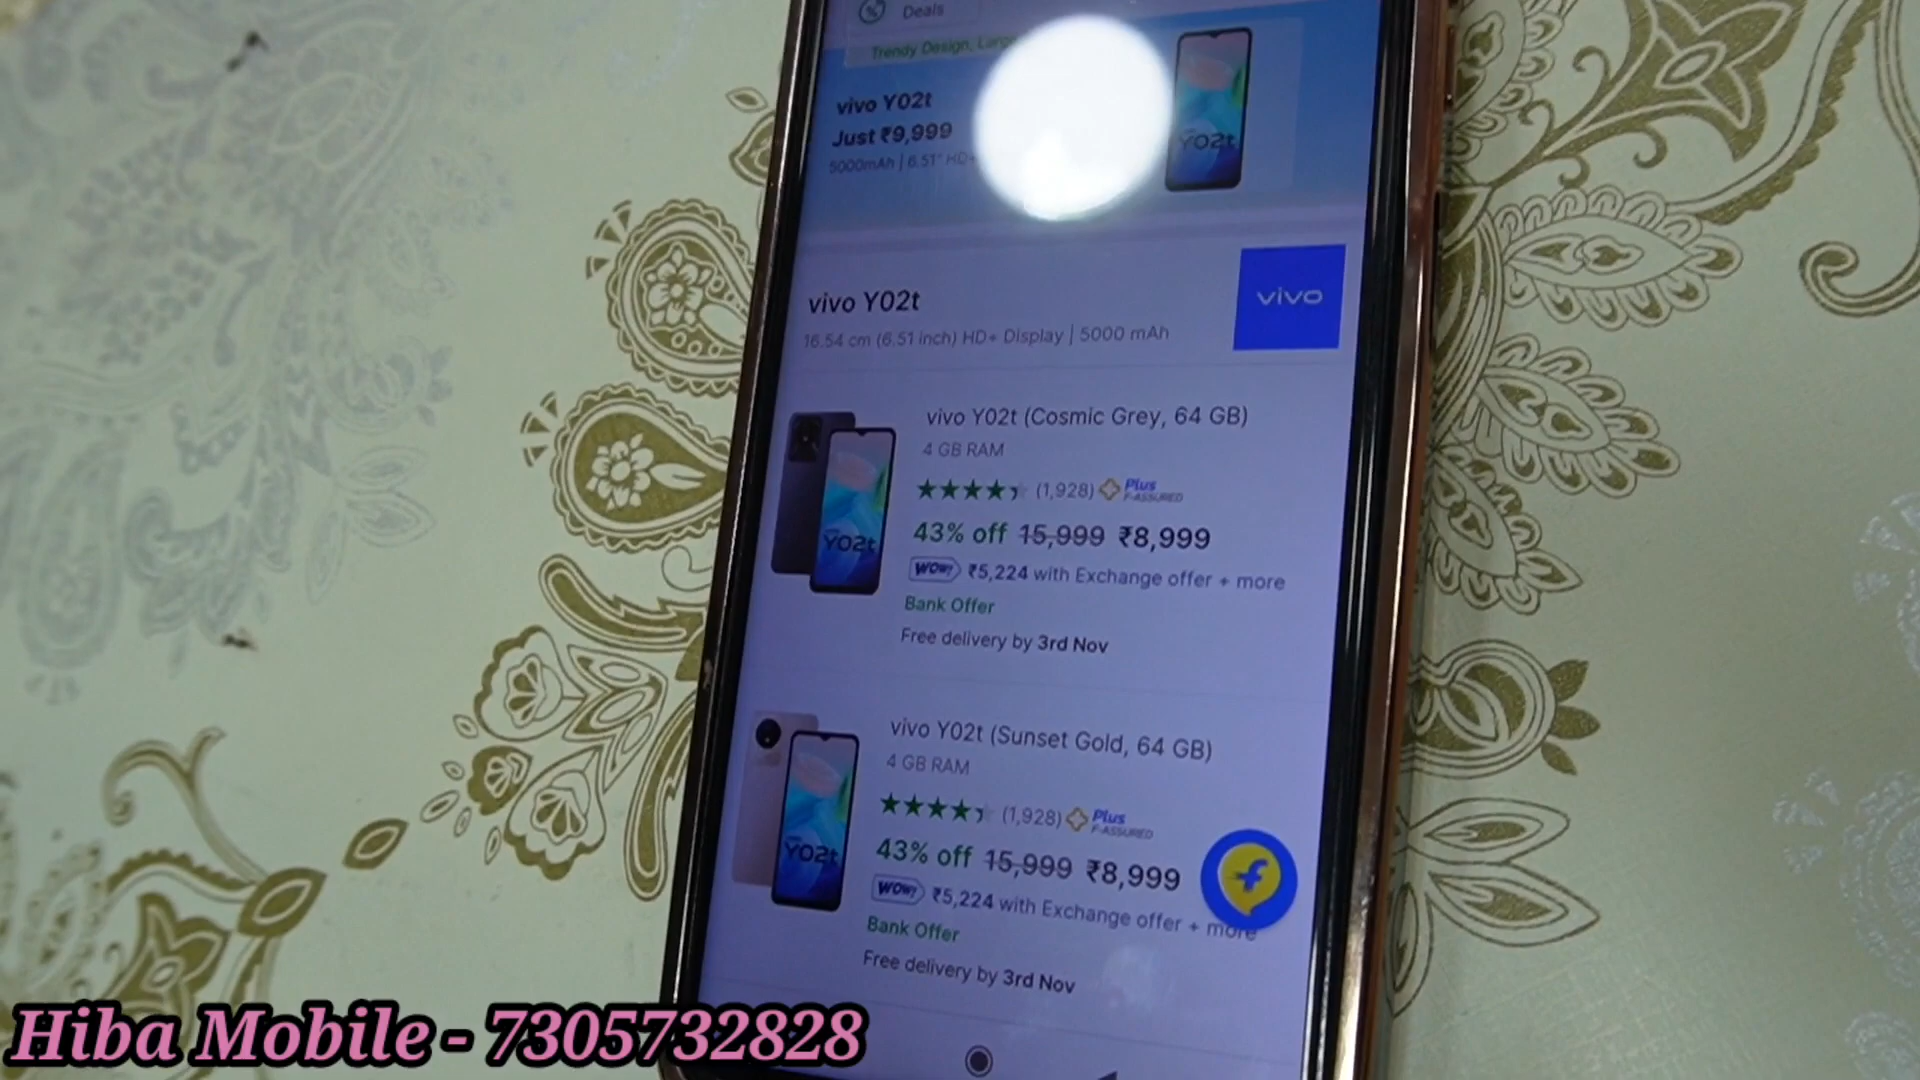 Deals
Trendy Design, Large
vivo Y02t
Just ₹9,999
5000mAh | 6.51" HD+
Y02t
vivo Y02t
vivo
16.54 cm (6.51 inch) HD+ Display | 5000 mAh
vivo Y02t (Cosmic Grey, 64 GB)
4 GB RAM
(1,928) Plus
F-ASSURED
Y02t
43% off 15,999 ₹8,999
WOW! ₹5,224 with Exchange offer + more
Bank Offer
Free delivery by 3rd Nov
vivo Y02t (Sunset Gold, 64 GB)
4 GB RAM
(1,928) Plus
F-ASSURED
Y02t
43% off 15,999 ₹8,999
WOW! ₹5,224 with Exchange offer + more
Bank Offer
Free delivery by 3rd Nov
Hiba Mobile - 7305732828